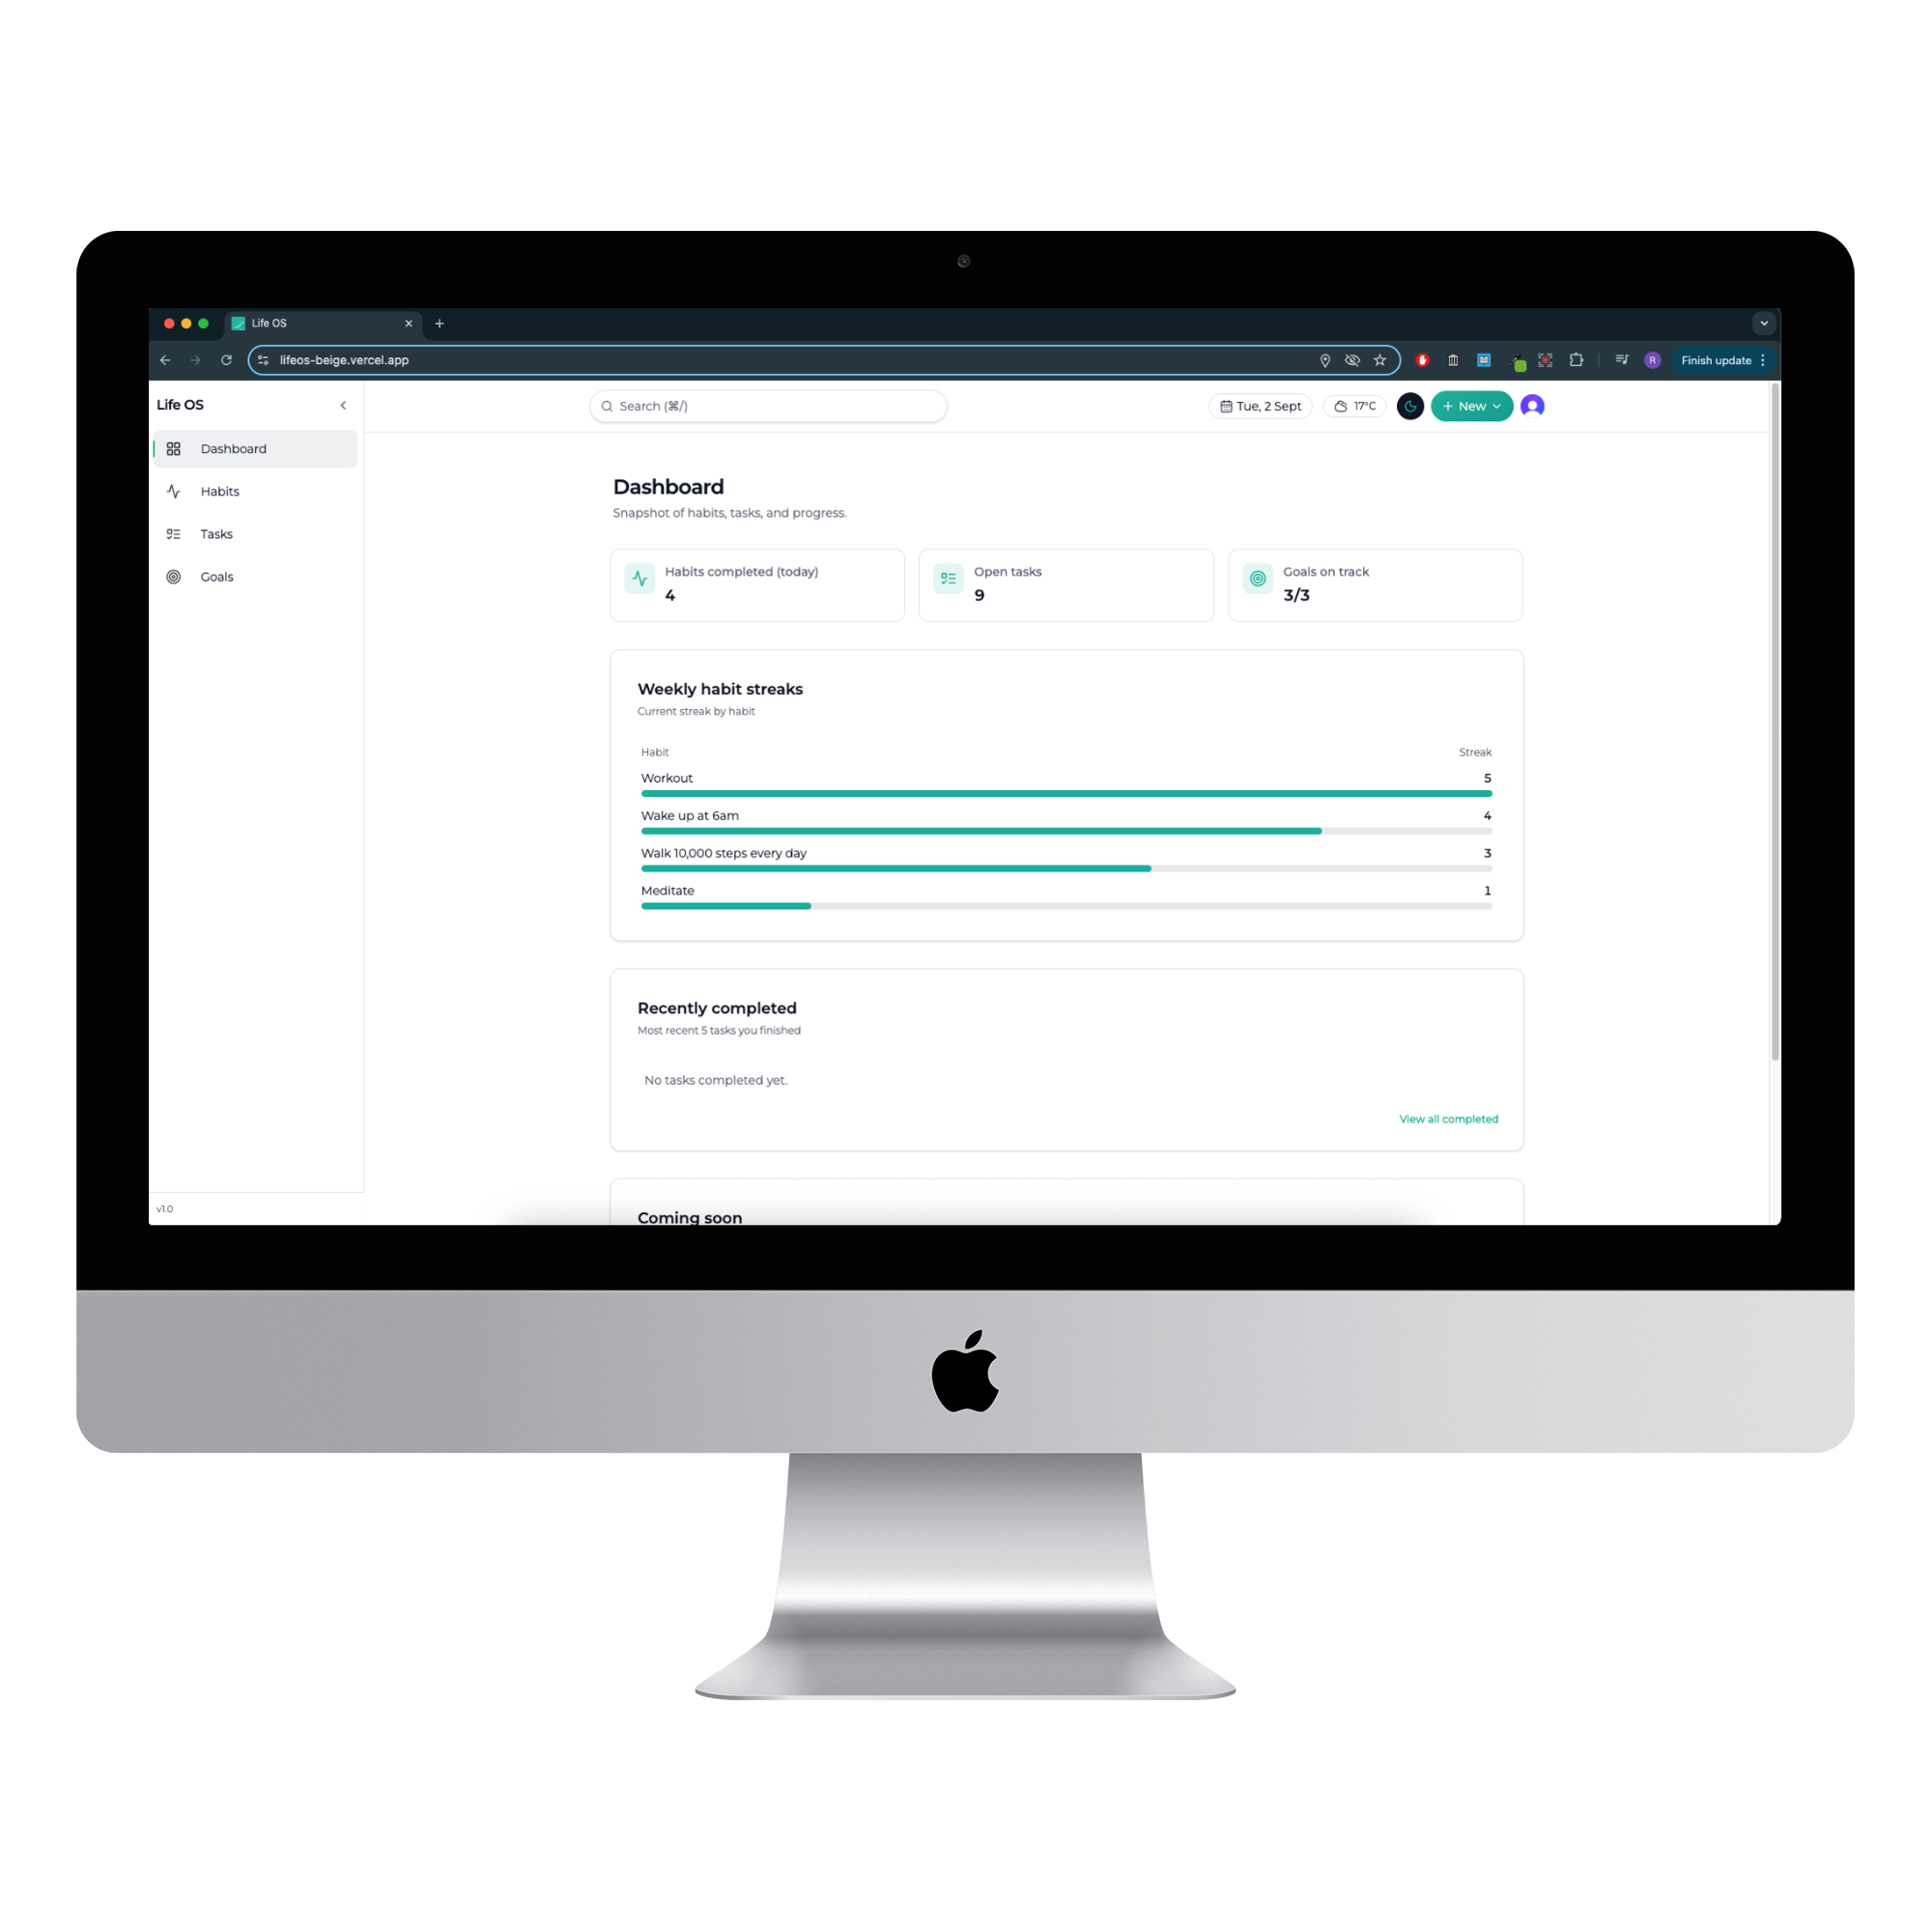 Life OS
lifeos-beige.vercel.app
R
Finish update
Life OS
Search (⌘/)
Tue, 2 Sept
17°C
+ New
Dashboard
Habits
Tasks
Goals
Dashboard
Snapshot of habits, tasks, and progress.
Habits completed (today)
4
Open tasks
9
Goals on track
3/3
Weekly habit streaks
Current streak by habit
Habit Streak
Workout 5
Wake up at 6am 4
Walk 10,000 steps every day 3
Meditate 1
Recently completed
Most recent 5 tasks you finished
No tasks completed yet.
View all completed
Coming soon
v1.0